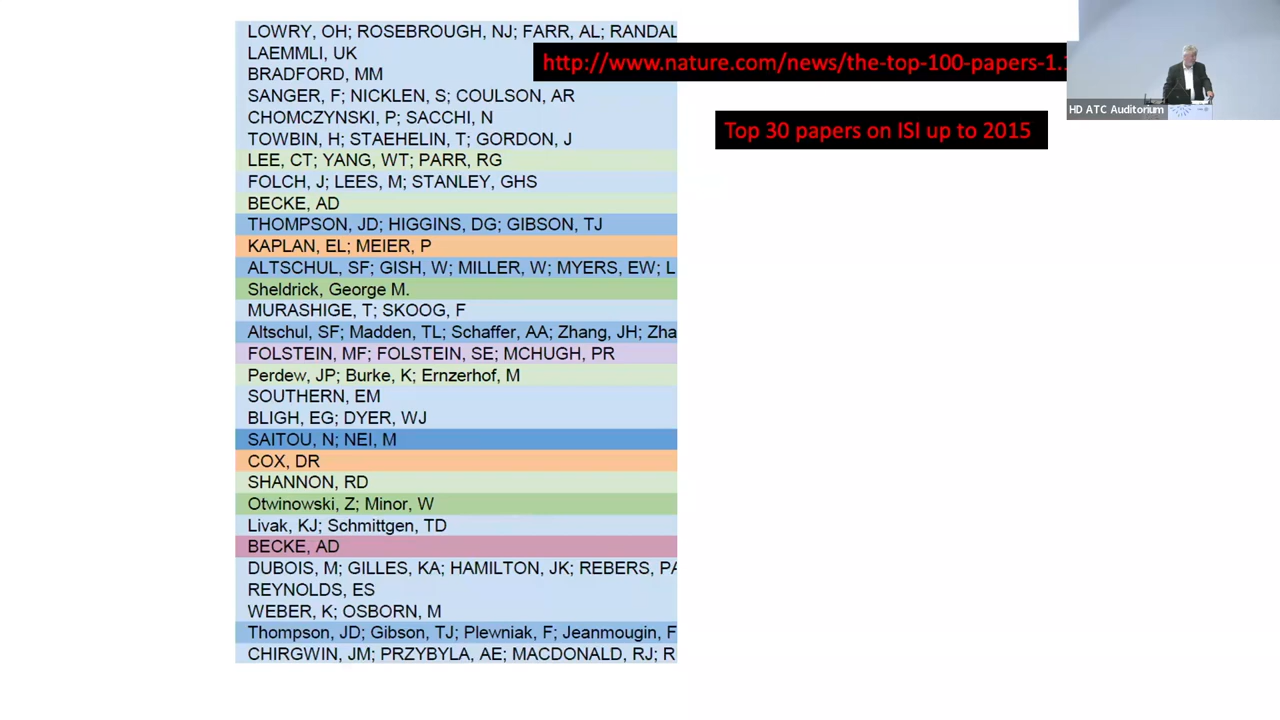 LOWRY, OH; ROSEBROUGH, NJ; FARR, AL; RANDAL
LAEMMLI, UK
http://www.nature.com/news/the-top-100-papers-1.
BRADFORD, MM
SANGER, F; NICKLEN, S; COULSON, AR
HD ATC Auditorium
CHOMCZYNSKI, P; SACCHI, N
Top 30 papers on ISI up to 2015
TOWBIN, H; STAEHELIN, T; GORDON, J
LEE, CT; YANG, WT; PARR, RG
FOLCH, J; LEES, M; STANLEY, GHS
BECKE, AD
THOMPSON, JD; HIGGINS, DG; GIBSON, TJ
KAPLAN, EL; MEIER, P
ALTSCHUL, SF; GISH, W; MILLER, W; MYERS, EW; L
Sheldrick, George M.
MURASHIGE, T; SKOOG, F
Altschul, SF; Madden, TL; Schaffer, AA; Zhang, JH; Zha
FOLSTEIN, MF; FOLSTEIN, SE; MCHUGH, PR
Perdew, JP; Burke, K; Ernzerhof, M
SOUTHERN, EM
BLIGH, EG; DYER, WJ
SAITOU, N; NEI, M
COX, DR
SHANNON, RD
Otwinowski, Z; Minor, W
Livak, KJ; Schmittgen, TD
BECKE, AD
DUBOIS, M; GILLES, KA; HAMILTON, JK; REBERS, PA
REYNOLDS, ES
WEBER, K; OSBORN, M
Thompson, JD; Gibson, TJ; Plewniak, F; Jeanmougin, F
CHIRGWIN, JM; PRZYBYLA, AE; MACDONALD, RJ; R